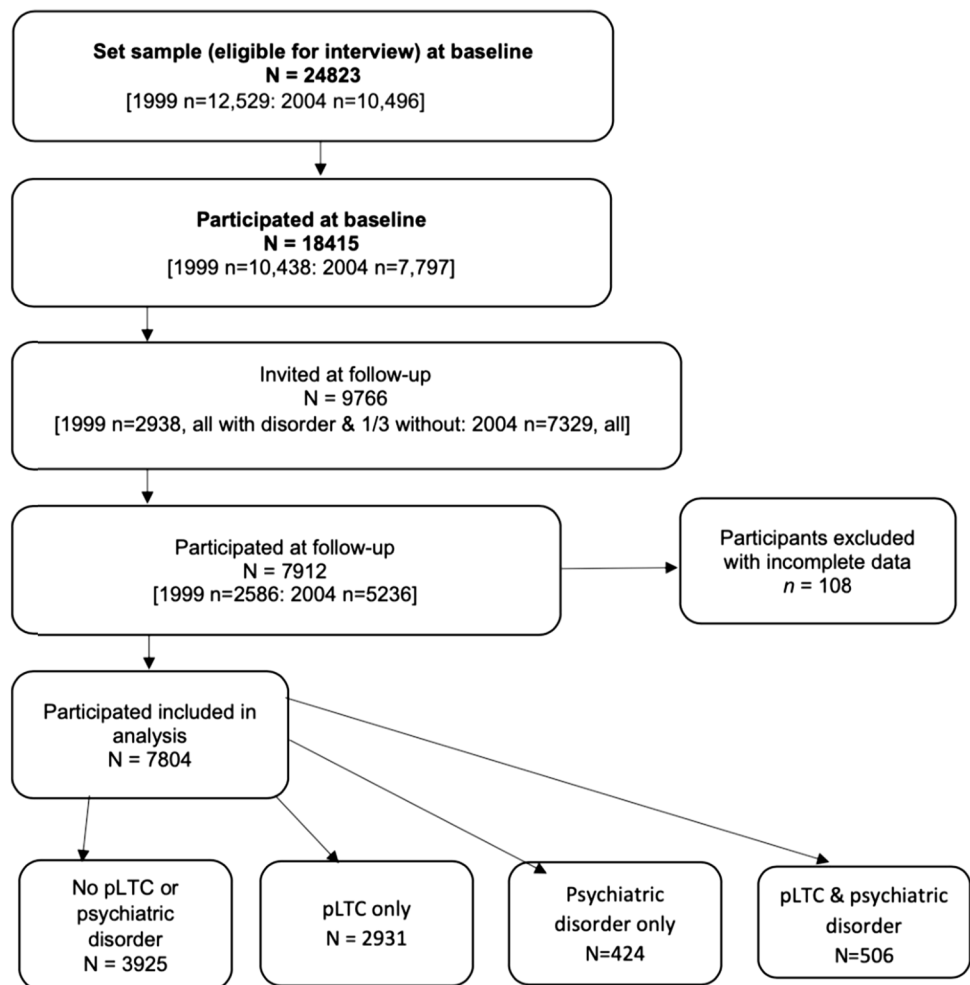 Set sample (eligible for interview) at baseline
N = 24823
[1999 n=12,529: 2004 n=10,496]
Participated at baseline
N = 18415
[1999 n=10,438: 2004 n=7,797]
Invited at follow-up
N = 9766
[1999 n=2938, all with disorder & 1/3 without: 2004 n=7329, all]
Participated at follow-up
N = 7912
[1999 n=2586: 2004 n=5236]
Participants excluded
with incomplete data
n = 108
Participated included in
analysis
N = 7804
No pLTC or
psychiatric
disorder
N = 3925
pLTC only
N = 2931
Psychiatric
disorder only
N=424
pLTC & psychiatric
disorder
N=506